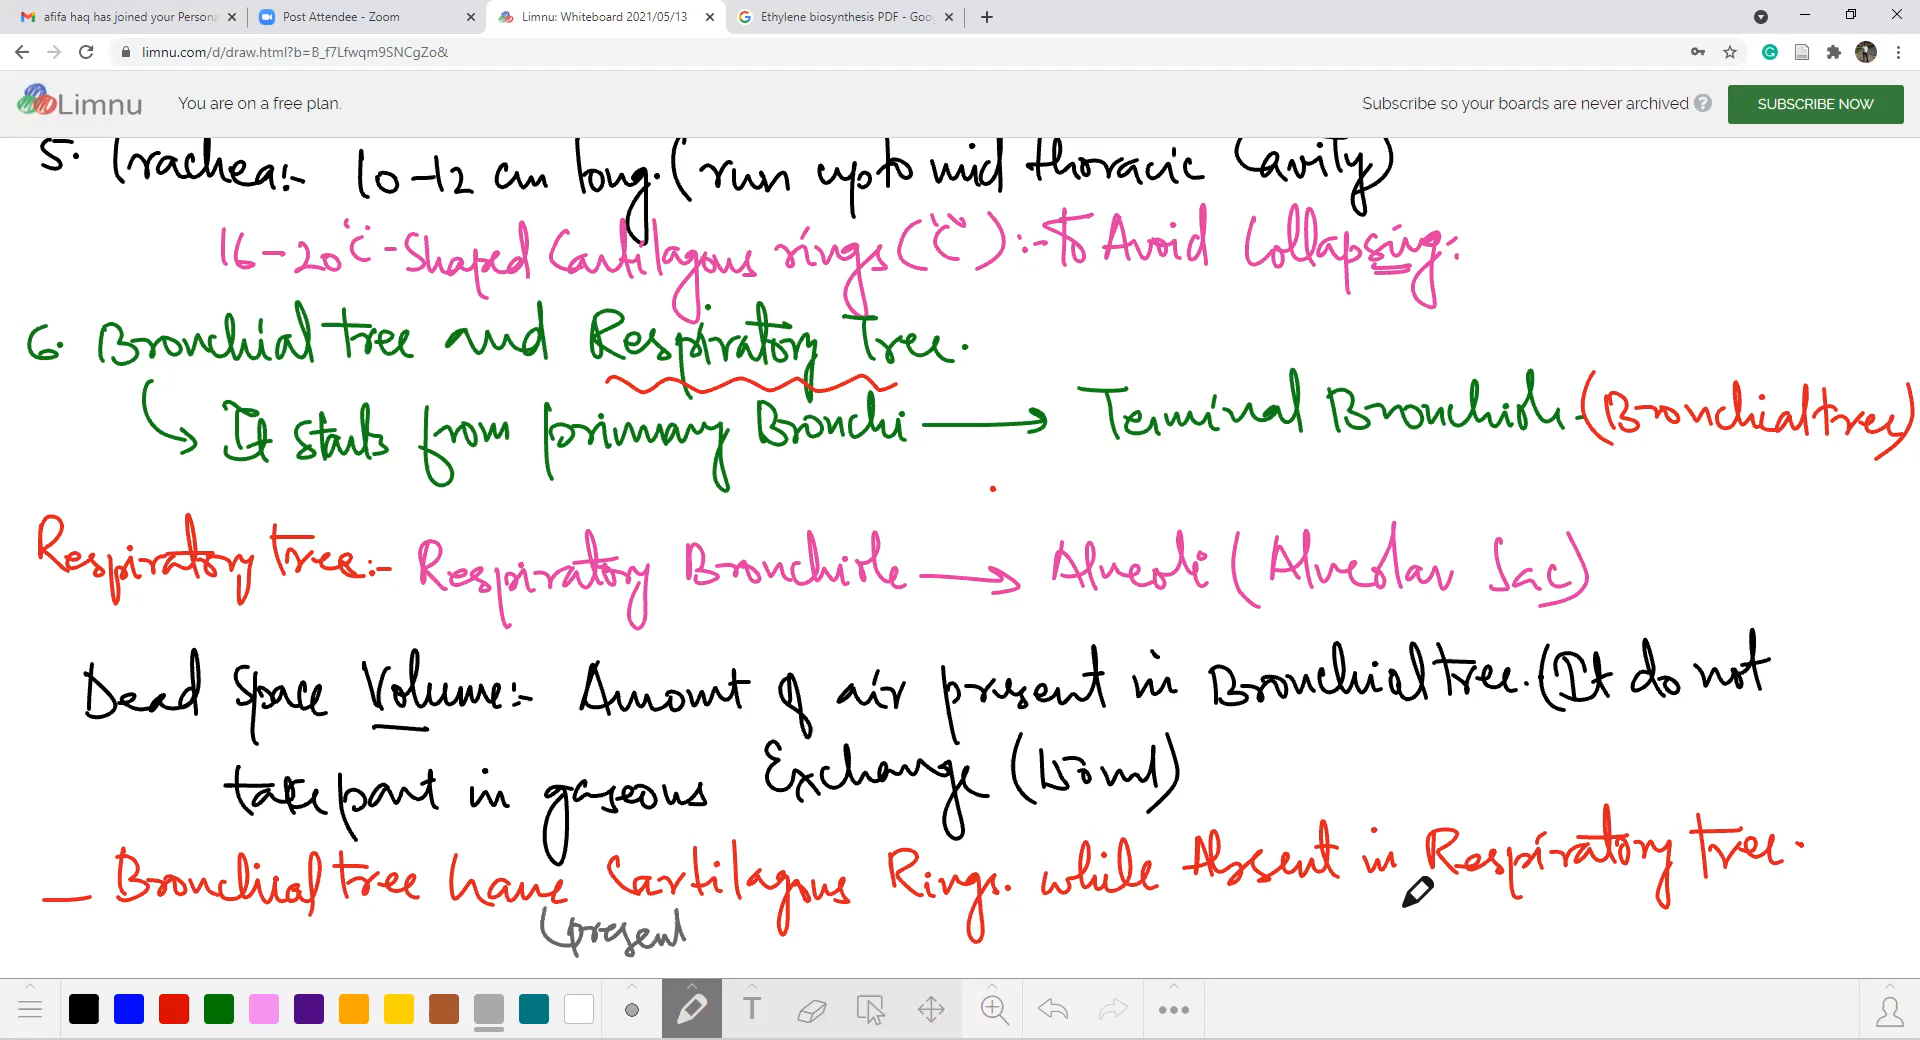 afifa haq has joined your Persona
Post Attendee - Zoom
Limnu: Whiteboard 2021/05/13
Ethylene biosynthesis PDF - Goo
limnu.com/d/draw.html?b=B_f7Lfwqm9SNCgZo&
Limnu
You are on a free plan.
Subscribe so your boards are never archived ?
SUBSCRIBE NOW
5. Trachea:- 10-12 cm long. (run upto mid thoracic Cavity)
16-20 "C"-Shaped Cartilagous rings ("C") :- To Avoid Collapsing.
6. Bronchial tree and Respiratory Tree.
It starts from primary Bronchi → Terminal Bronchiole - (Bronchial tree)
Respiratory Tree:- Respiratory Bronchiole → Alveoli (Alveolar Sac)
Dead Space Volume:- Amount of air present in Bronchial tree. (It do not
take part in gaseous Exchange (150ml)
- Bronchial tree have Cartilagous Rings. while Absent in Respiratory tree.
present
T